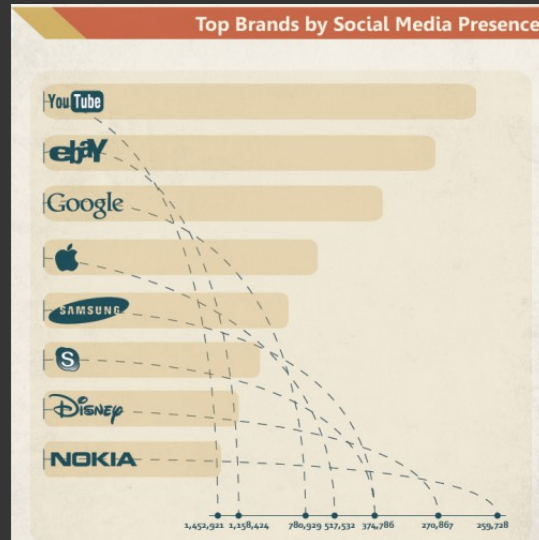 Top Brands by Social Media Presence
YouTube
ebaY
Google
SAMSUNG
S
Disney
NOKIA
1,452,921 1,158,424 780,929 517,532 374,786 270,867 259,728